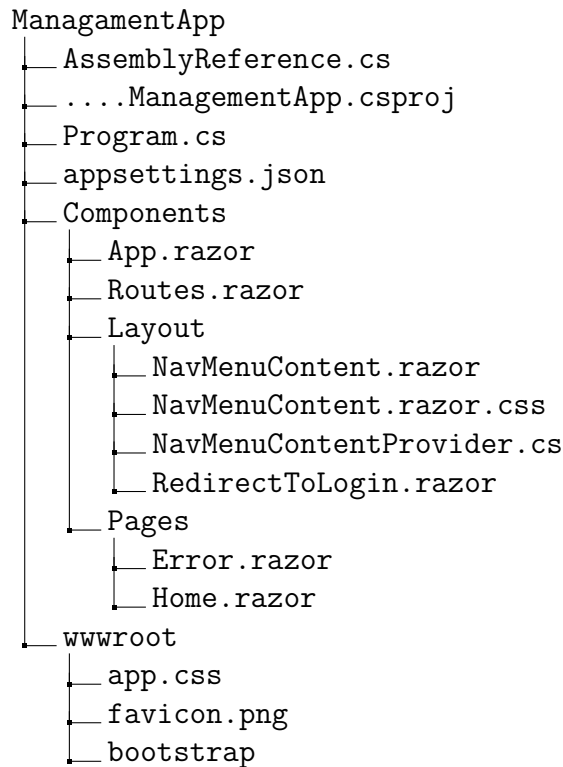 ManagamentApp
AssemblyReference.cs
....ManagementApp.csproj
Program.cs
appsettings.json
Components
App.razor
Routes.razor
Layout
NavMenuContent.razor
NavMenuContent.razor.css
NavMenuContentProvider.cs
RedirectToLogin.razor
Pages
Error.razor
Home.razor
wwwroot
app.css
favicon.png
bootstrap